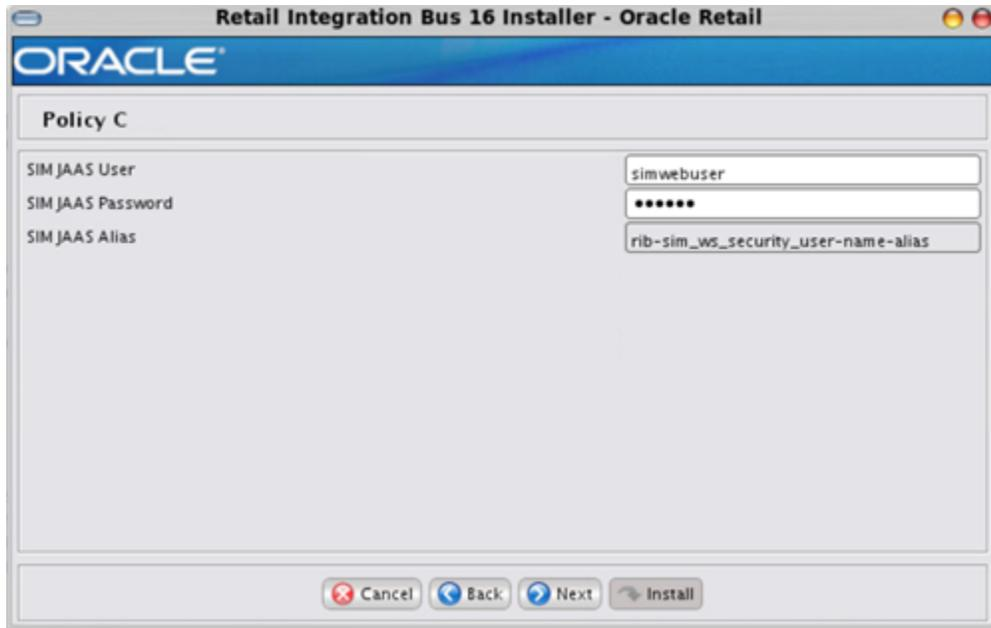 Retail Integration Bus 16 Installer - Oracle Retail
ORACLE
Policy C
SIM JAAS User simwebuser
SIM JAAS Password ••••••
SIM JAAS Alias rib-sim_ws_security_user-name-alias
Cancel Back Next Install